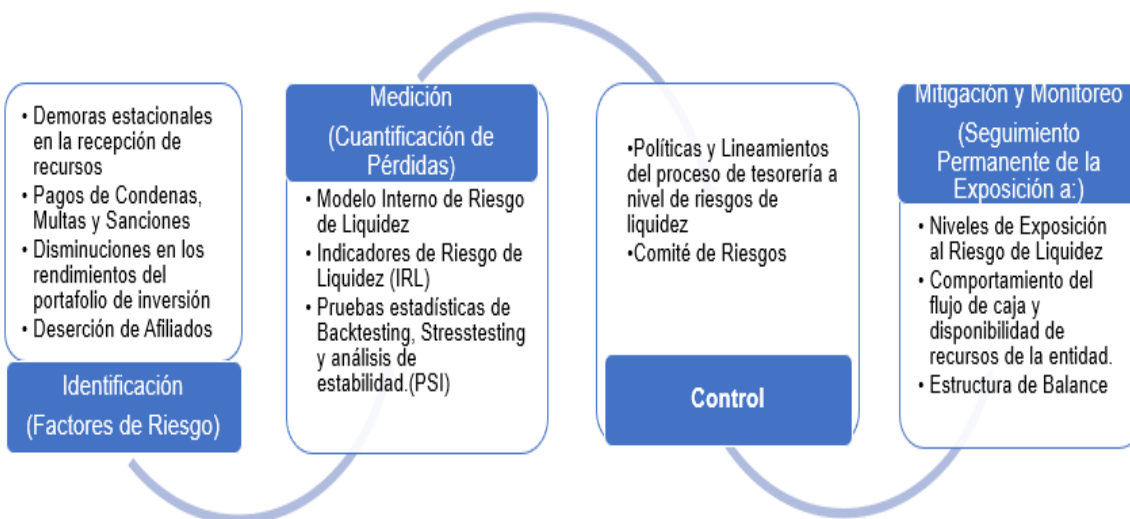 • Demoras estacionales
en la recepción de
recursos
• Pagos de Condenas,
Multas y Sanciones
• Disminuciones en los
rendimientos del
portafolio de inversión
• Deserción de Afiliados
Identificación
(Factores de Riesgo)
Medición
(Cuantificación de
Pérdidas)
• Modelo Interno de Riesgo
de Liquidez
• Indicadores de Riesgo de
Liquidez (IRL)
• Pruebas estadísticas de
Backtesting, Stresstesting
y análisis de
estabilidad.(PSI)
•Políticas y Lineamientos
del proceso de tesorería a
nivel de riesgos de
liquidez
•Comité de Riesgos
Control
Mitigación y Monitoreo
(Seguimiento
Permanente de la
Exposición a:)
• Niveles de Exposición
al Riesgo de Liquidez
• Comportamiento del
flujo de caja y
disponibilidad de
recursos de la entidad.
• Estructura de Balance